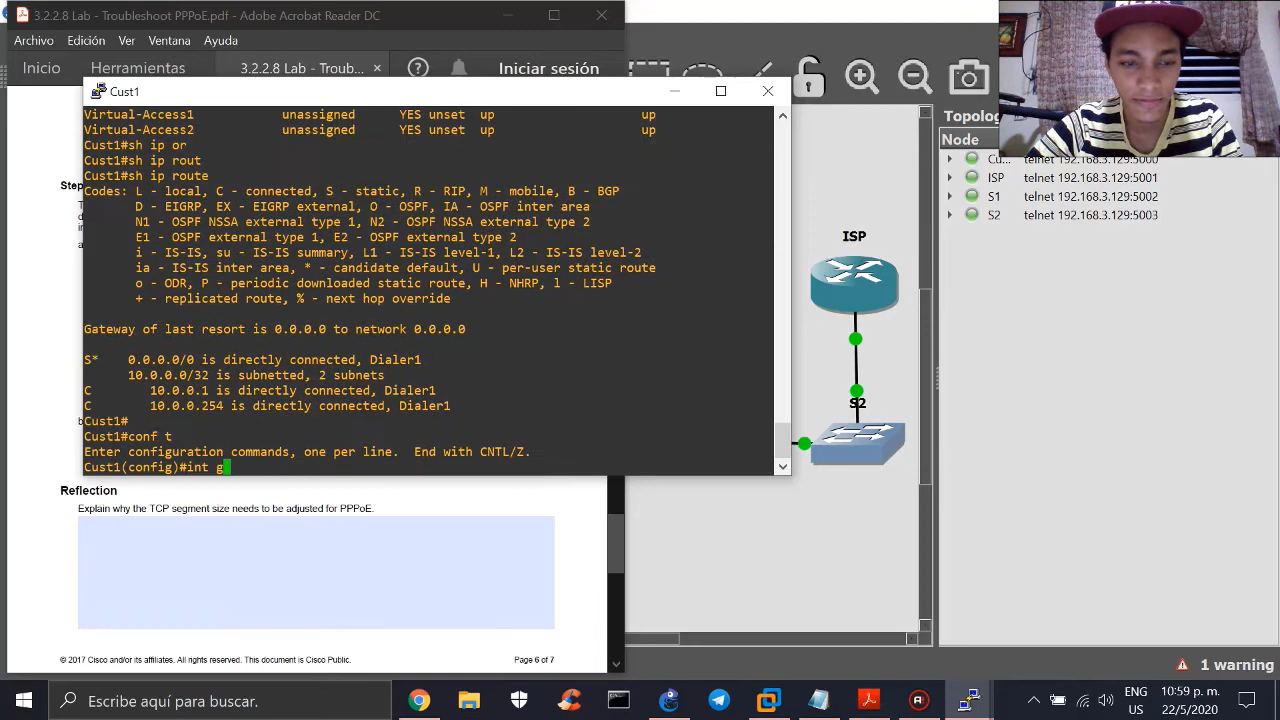 3.2.2.8 Lab - Troubleshoot PPPoE.pdf - Adobe Acrobat Reader DC
Archivo Edición Ver Ventana Ayuda
Inicio Herramientas 3.2.2.8 Lab - Troub... × Iniciar sesión
Cust1
Virtual-Access1 unassigned YES unset up up
Virtual-Access2 unassigned YES unset up up
Cust1#sh ip or
Cust1#sh ip rout
Cust1#sh ip route
Codes: L - local, C - connected, S - static, R - RIP, M - mobile, B - BGP
D - EIGRP, EX - EIGRP external, O - OSPF, IA - OSPF inter area
N1 - OSPF NSSA external type 1, N2 - OSPF NSSA external type 2
E1 - OSPF external type 1, E2 - OSPF external type 2
i - IS-IS, su - IS-IS summary, L1 - IS-IS level-1, L2 - IS-IS level-2
ia - IS-IS inter area, * - candidate default, U - per-user static route
o - ODR, P - periodic downloaded static route, H - NHRP, l - LISP
+ - replicated route, % - next hop override
Gateway of last resort is 0.0.0.0 to network 0.0.0.0
S* 0.0.0.0/0 is directly connected, Dialer1
10.0.0.0/32 is subnetted, 2 subnets
C 10.0.0.1 is directly connected, Dialer1
C 10.0.0.254 is directly connected, Dialer1
Cust1#
Cust1#conf t
Enter configuration commands, one per line. End with CNTL/Z.
Cust1(config)#int g
Step
Reflection
Explain why the TCP segment size needs to be adjusted for PPPoE.
© 2017 Cisco and/or its affiliates. All rights reserved. This document is Cisco Public. Page 6 of 7
ISP
S2
Topolo
Node
Cu... telnet 192.168.3.129:5000
ISP telnet 192.168.3.129:5001
S1 telnet 192.168.3.129:5002
S2 telnet 192.168.3.129:5003
1 warning
Escribe aquí para buscar.
ENG
US
10:59 p. m.
22/5/2020